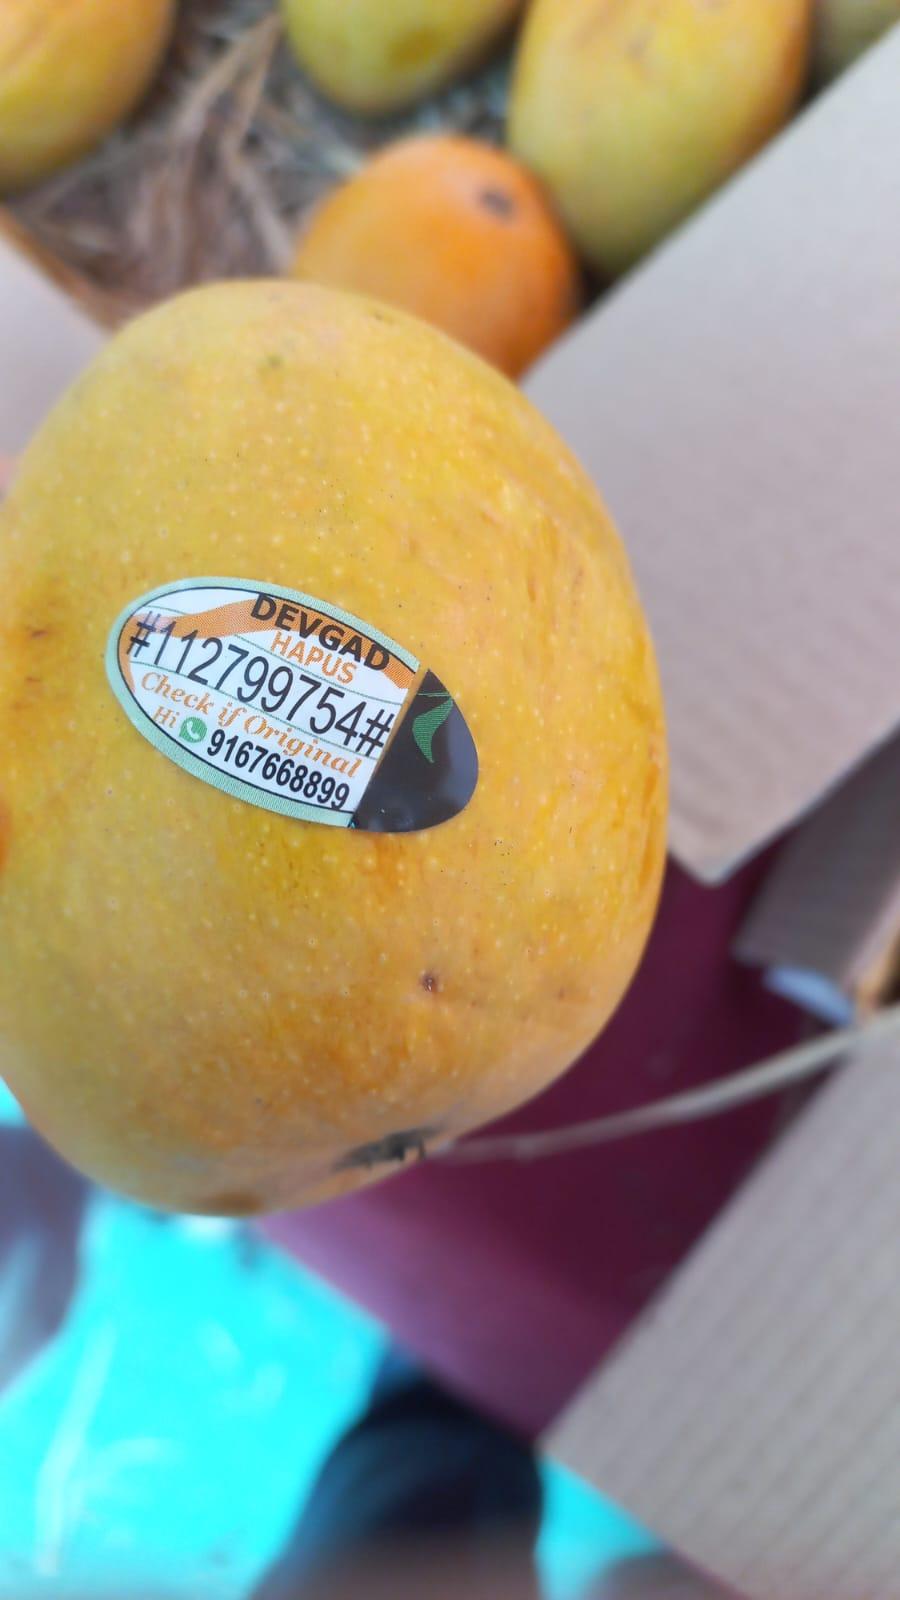 DEVGAD
HAPUS
#112799754#
Check if Original
Hi 9167668899